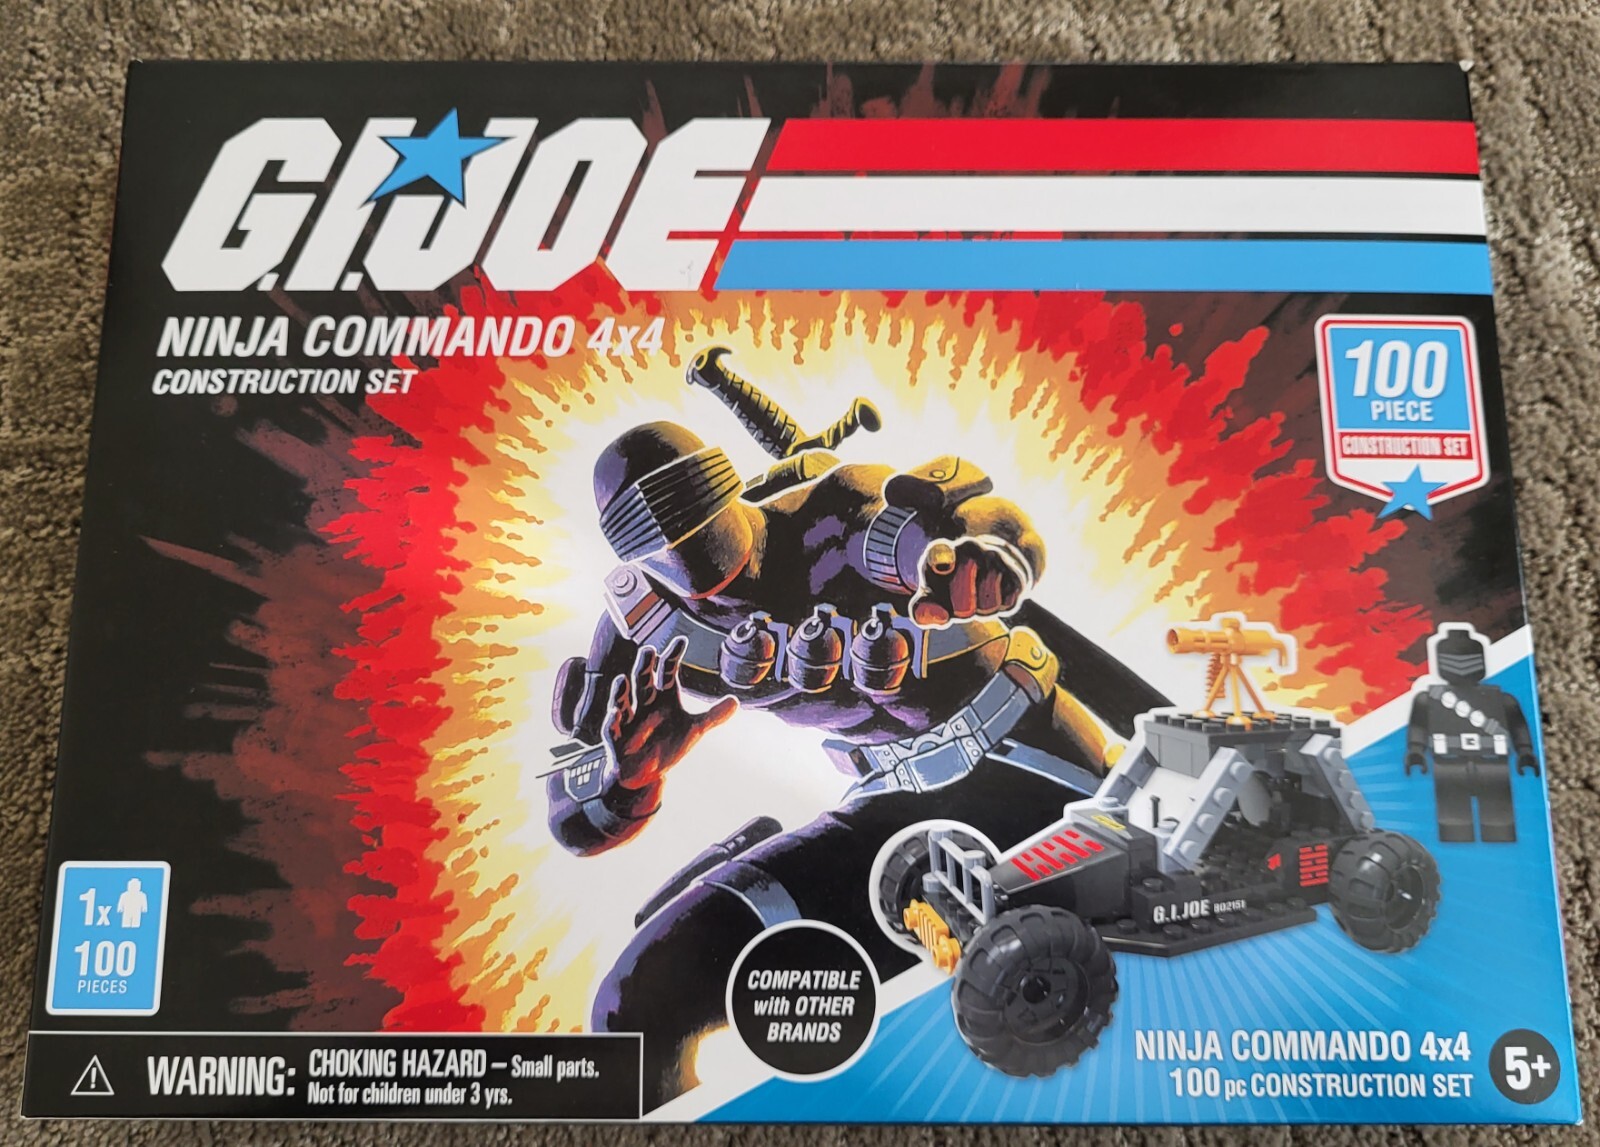 G.I.JOE
NINJA COMMANDO 4x4
CONSTRUCTION SET
100
PIECE
CONSTRUCTION SET
1x
100
PIECES
G.I.JOE 802151
COMPATIBLE
with OTHER
BRANDS
WARNING: CHOKING HAZARD – Small parts.
Not for children under 3 yrs.
NINJA COMMANDO 4x4
100 pc CONSTRUCTION SET
5+